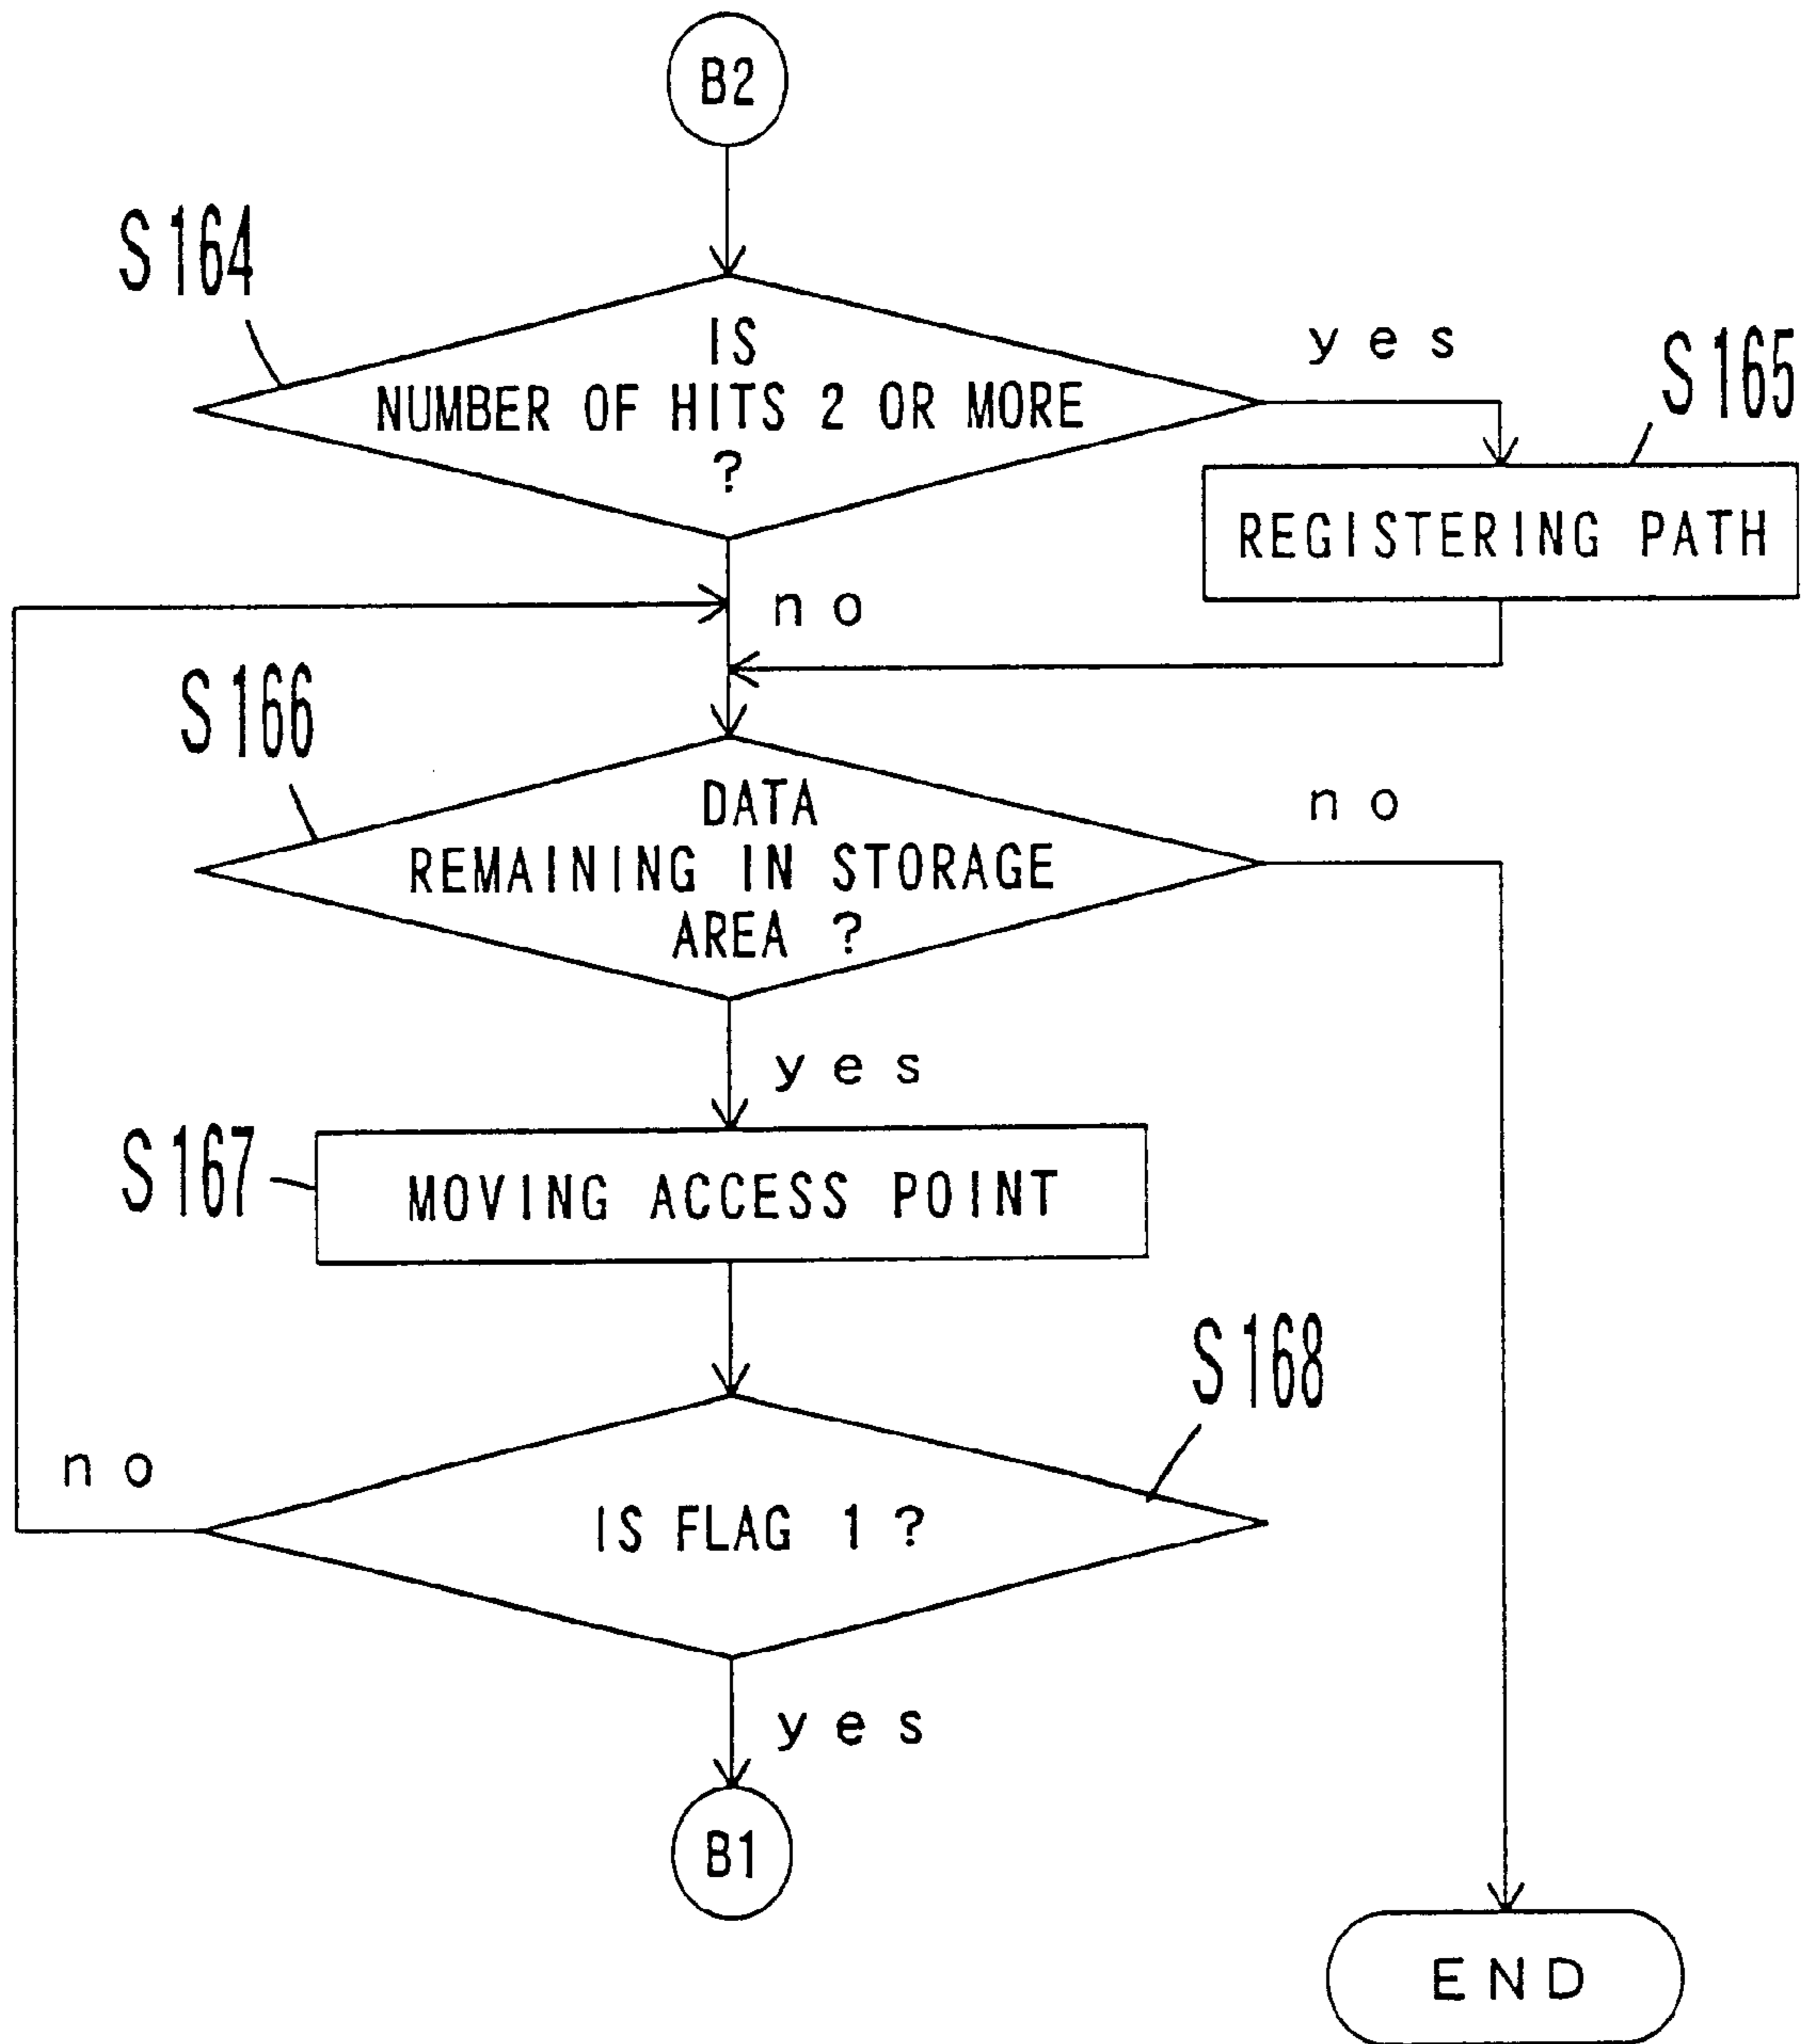 B2
S164
IS
NUMBER OF HITS 2 OR MORE
?
yes
S165
REGISTERING PATH
no
S166
DATA
REMAINING IN STORAGE
AREA ?
no
yes
S167
MOVING ACCESS POINT
S168
no
IS FLAG 1 ?
yes
B1
END